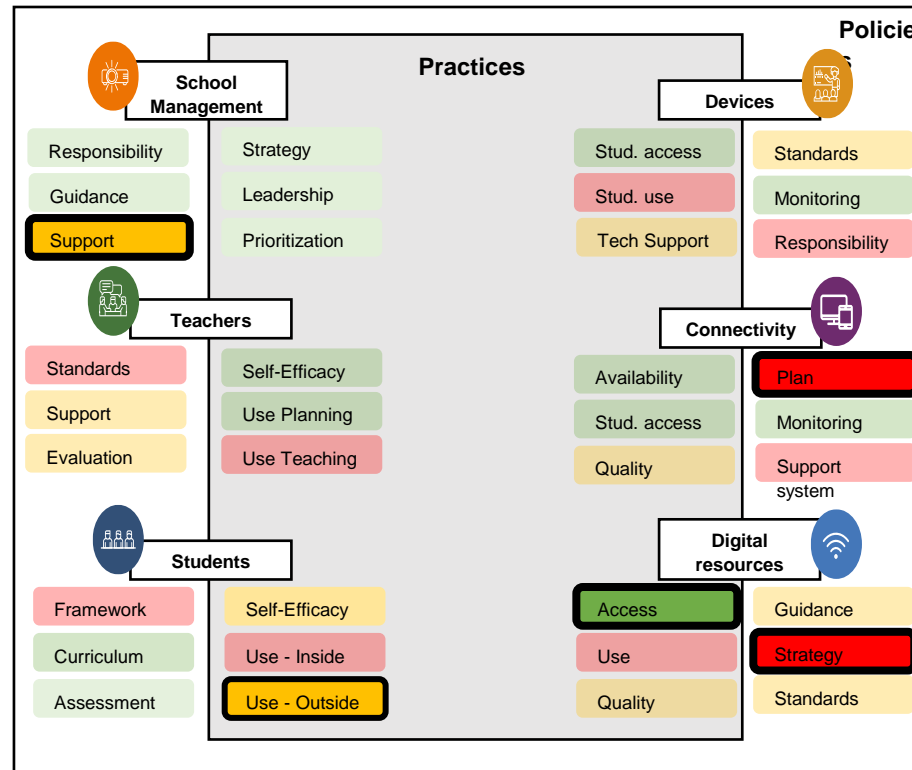 Policie
s
Practices
School
Management
Responsibility
Guidance
Support
Strategy
Leadership
Prioritization
Devices
Stud. access
Stud. use
Tech Support
Standards
Monitoring
Responsibility
Teachers
Standards
Support
Evaluation
Self-Efficacy
Use Planning
Use Teaching
Connectivity
Availability
Stud. access
Quality
Plan
Monitoring
Support
system
Students
Framework
Curriculum
Assessment
Self-Efficacy
Use - Inside
Use - Outside
Digital
resources
Access
Use
Quality
Guidance
Strategy
Standards